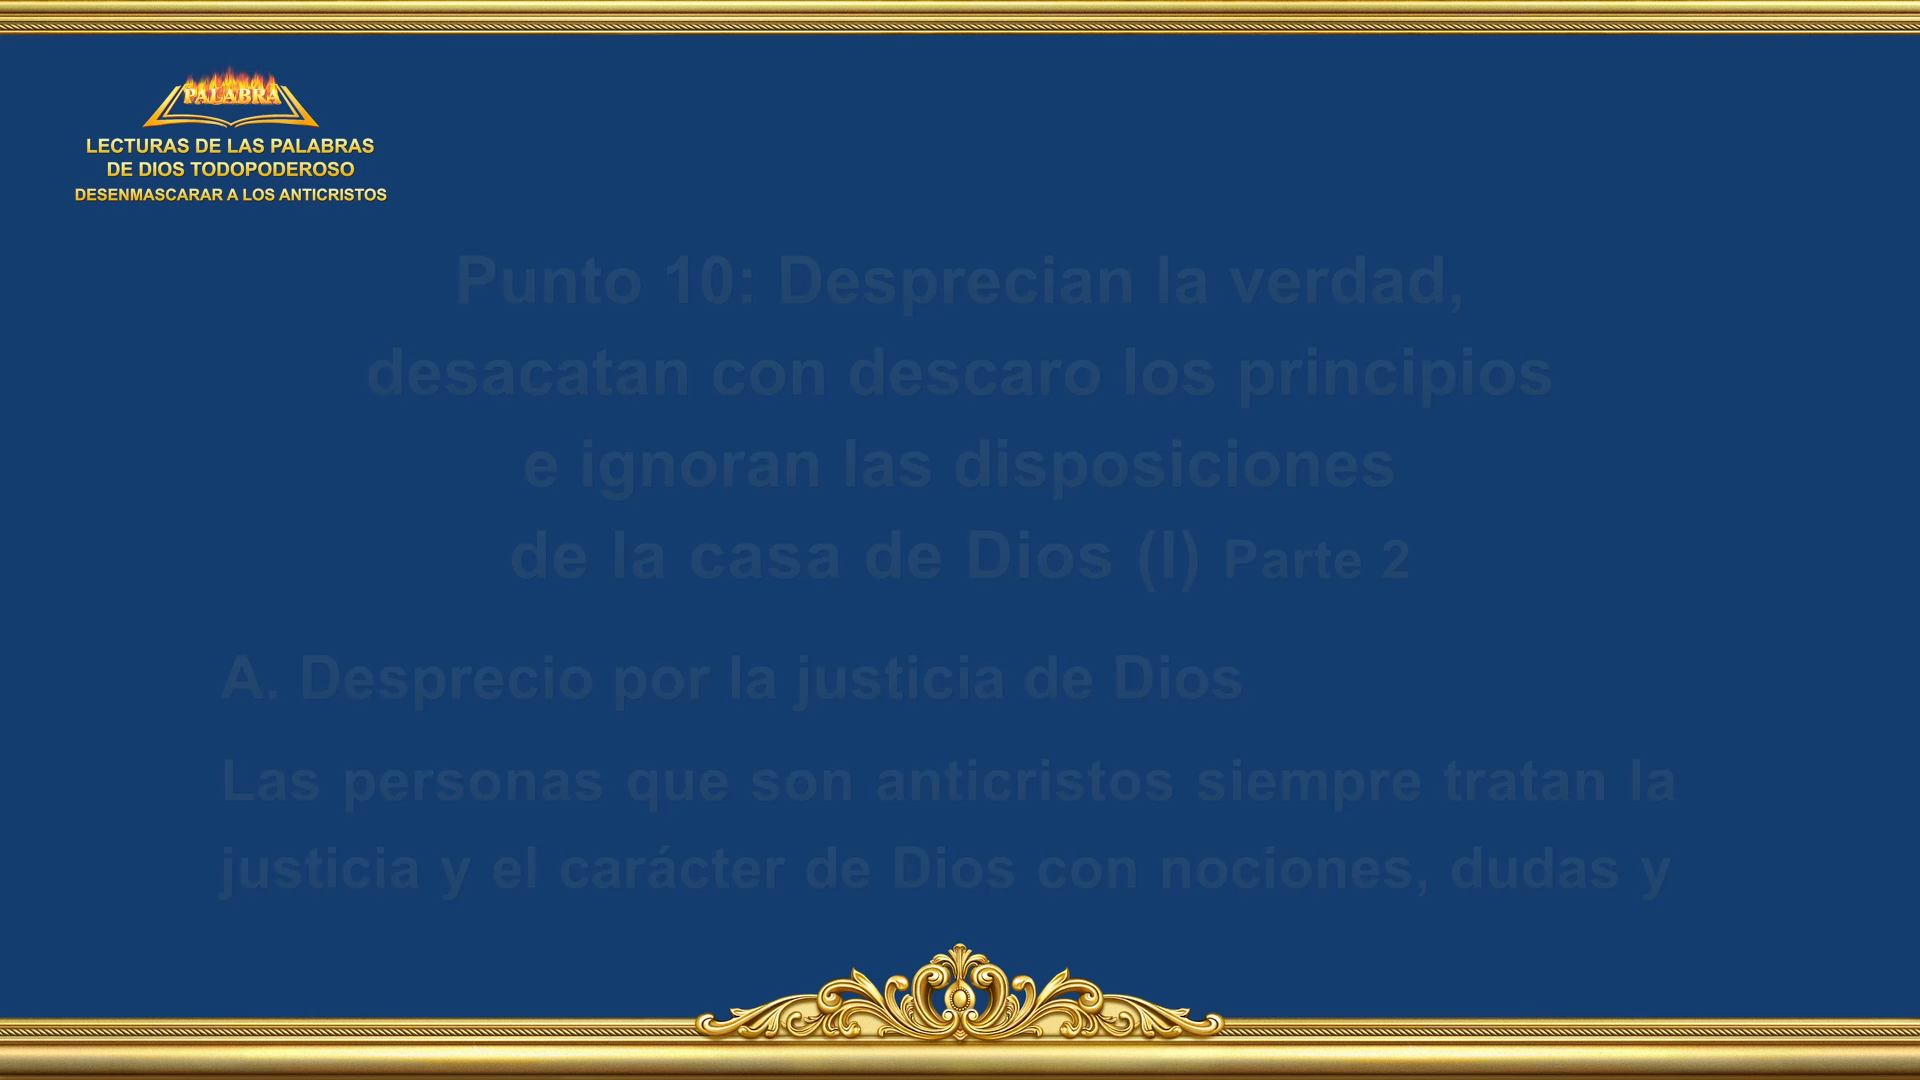 PALABRA
LECTURAS DE LAS PALABRAS
DE DIOS TODOPODEROSO
DESENMASCARAR A LOS ANTICRISTOS
Punto 10: Desprecian la verdad,
desacatan con descaro los principios
e ignoran las disposiciones
de la casa de Dios (I) Parte 2
A. Desprecio por la justicia de Dios
Las personas que son anticristos siempre tratan la
justicia y el carácter de Dios con nociones, dudas y